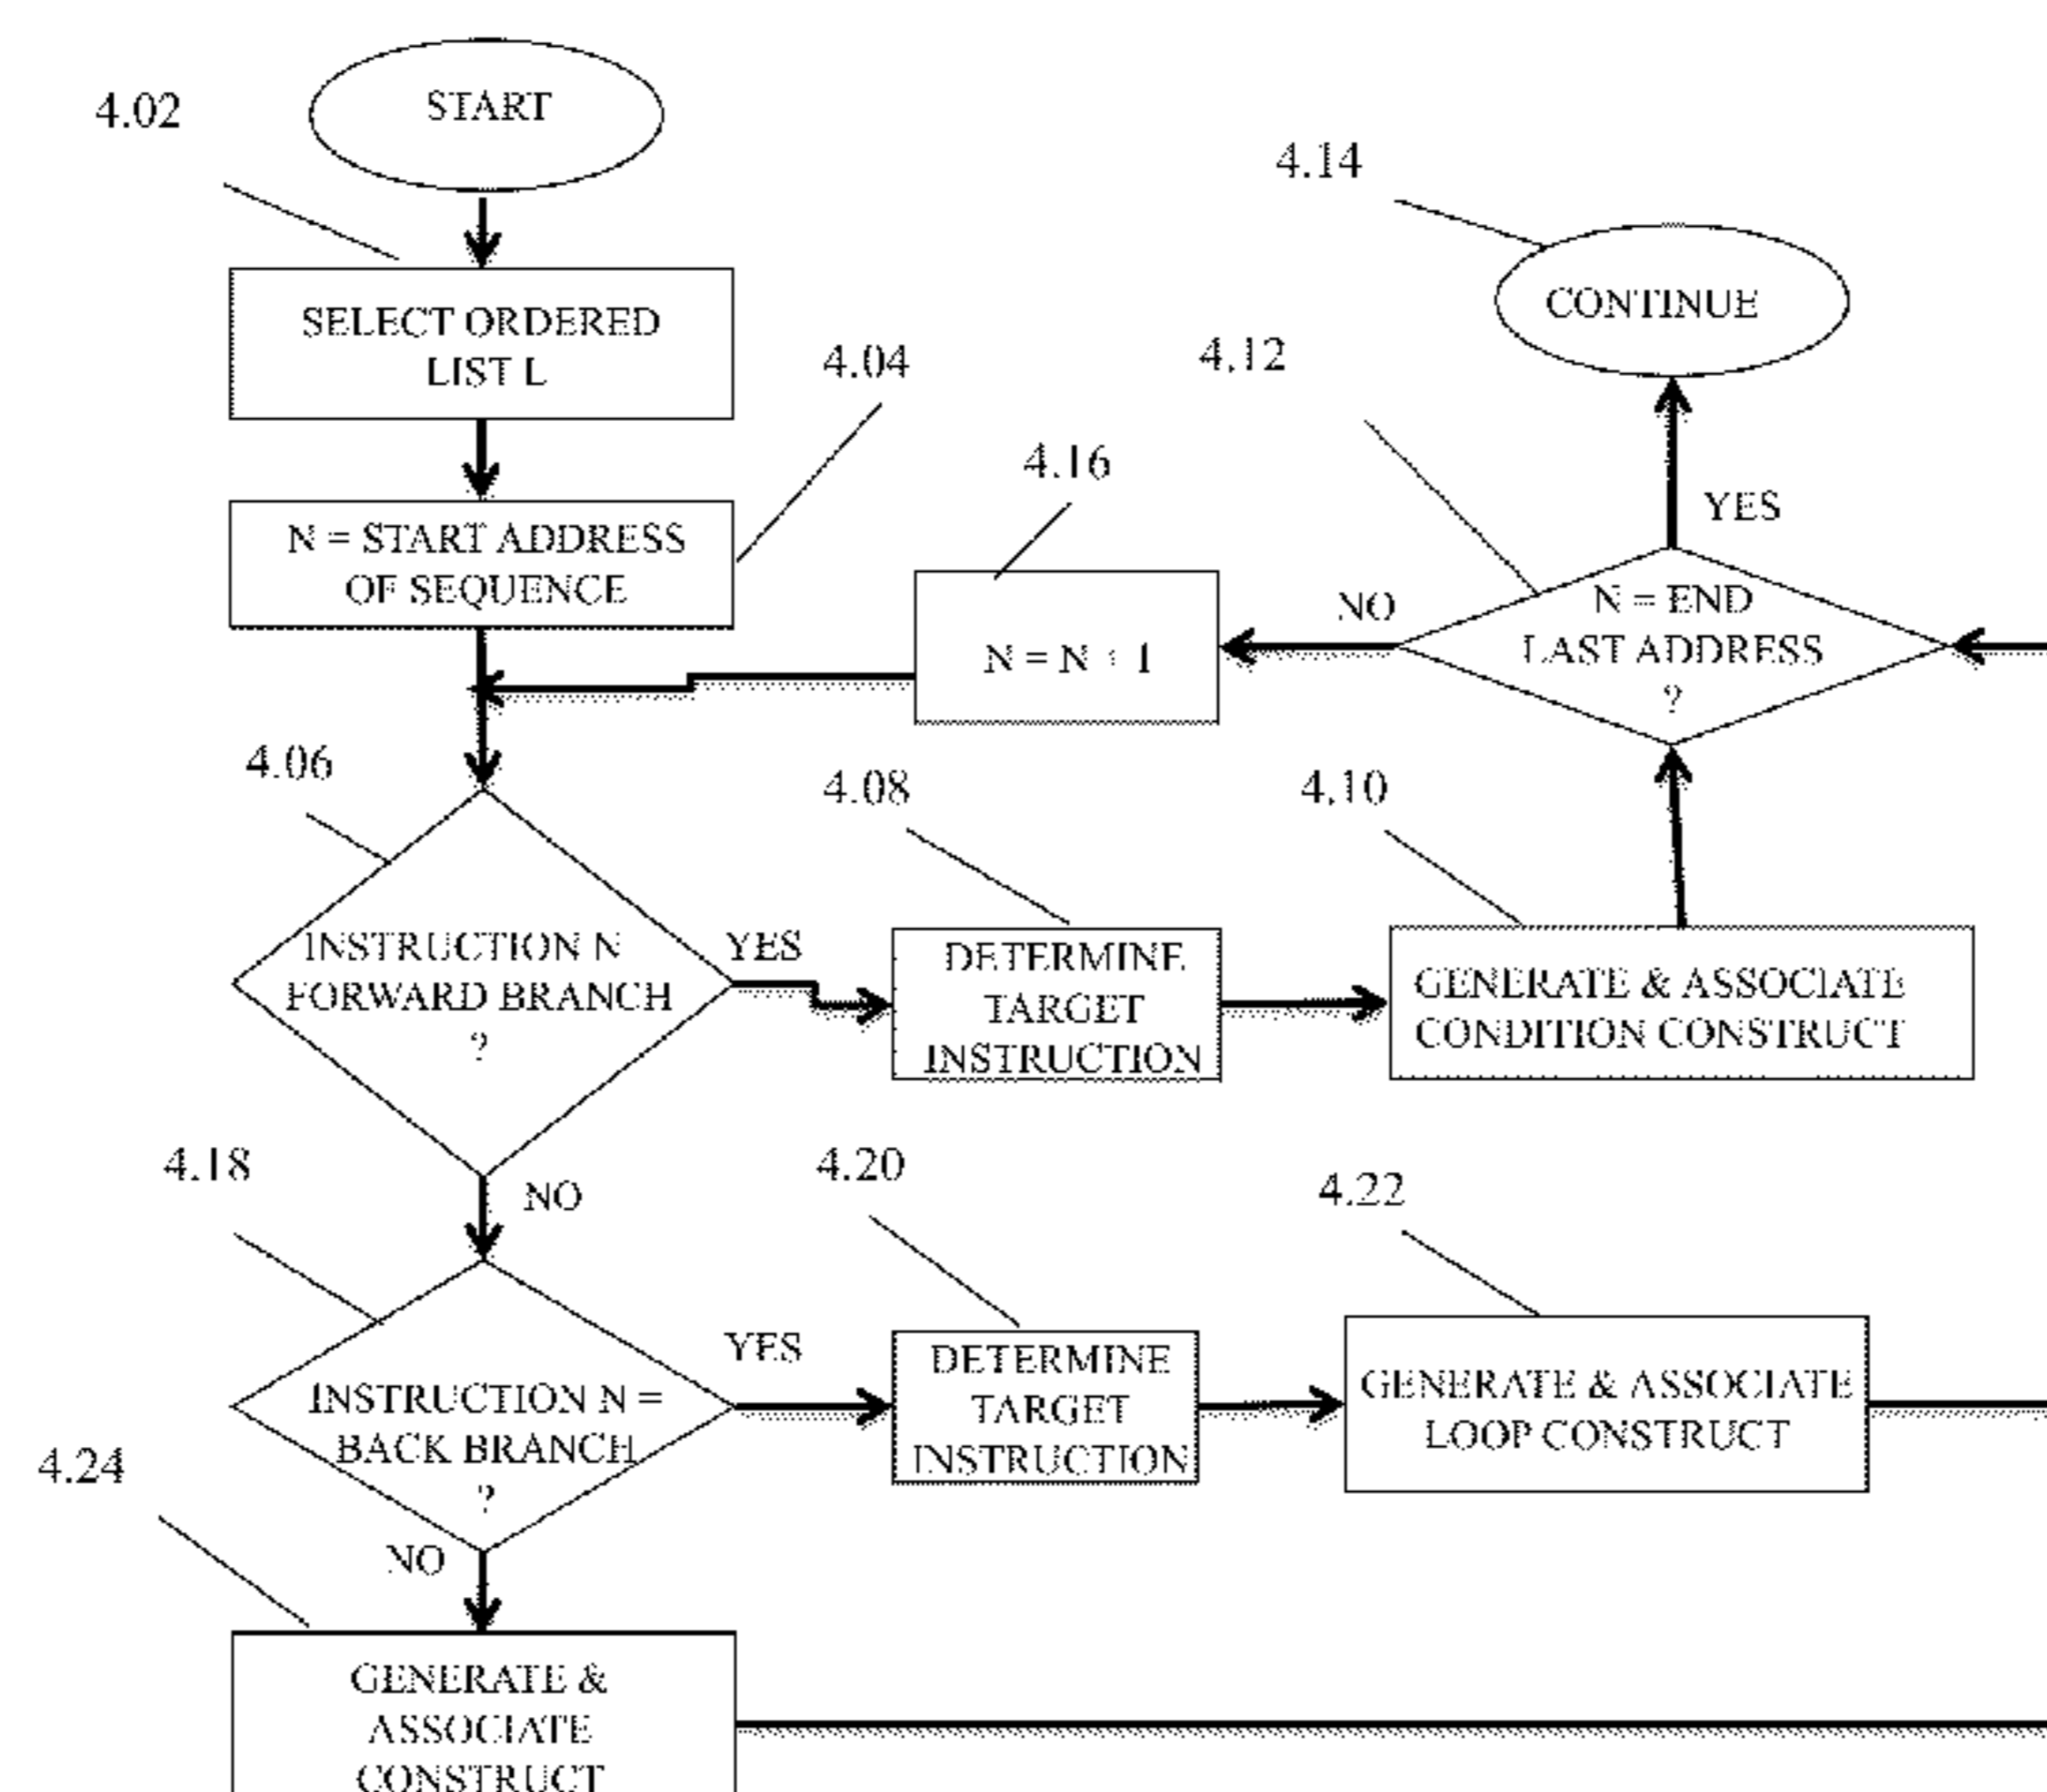 4.02
START
SELECT ORDERED
LIST L
4.04
N = START ADDRESS
OF SEQUENCE
4.14
CONTINUE
4.12
4.16
YES
N = END
LAST ADDRESS
?
NO
N = N + 1
4.06
INSTRUCTION N
FORWARD BRANCH
?
YES
4.08
DETERMINE
TARGET
INSTRUCTION
4.10
GENERATE & ASSOCIATE
CONDITION CONSTRUCT
NO
4.18
INSTRUCTION N =
BACK BRANCH
?
YES
4.20
DETERMINE
TARGET
INSTRUCTION
4.22
GENERATE & ASSOCIATE
LOOP CONSTRUCT
NO
4.24
GENERATE &
ASSOCIATE
CONSTRUCT